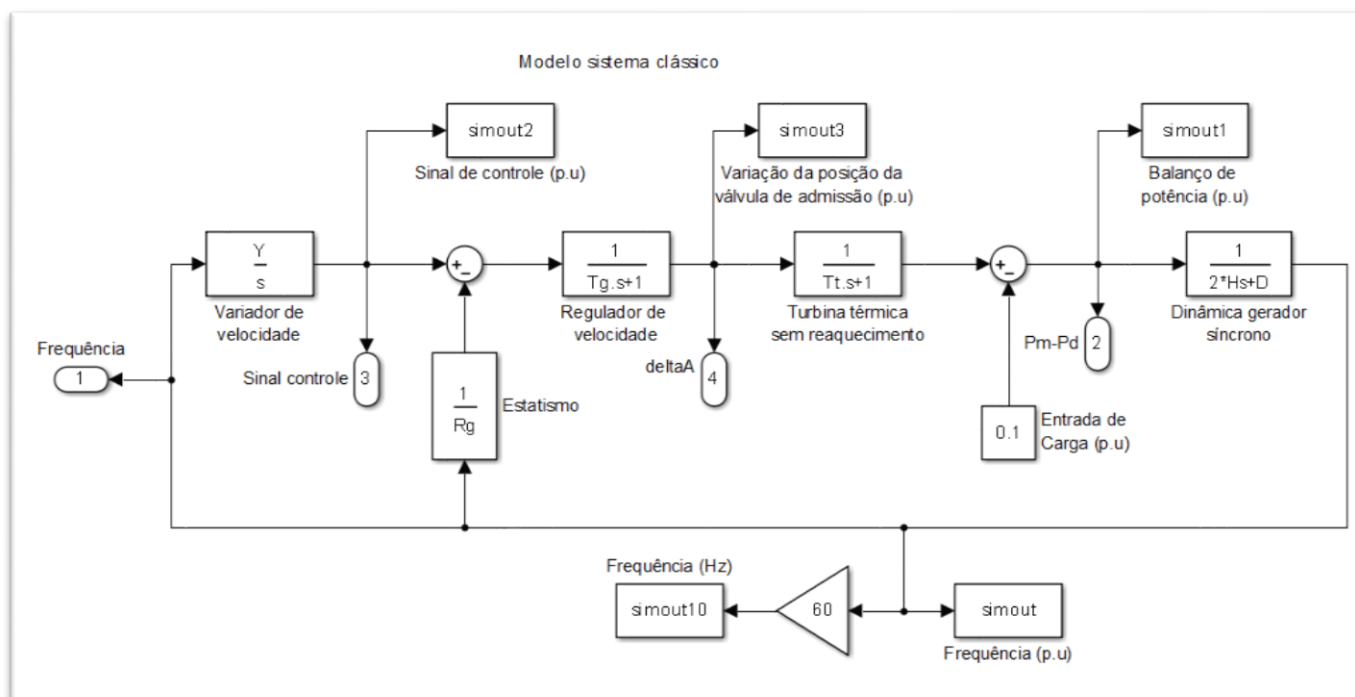 Modelo sistema clássico
simout2
Sinal de controle (p.u)
simout3
Variação da posição da
válvula de admissão (p.u)
simout1
Balanço de
potência (p.u)
Y
s
Variador de
velocidade
+
-
1
Tg.s+1
Regulador de
velocidade
1
Tt.s+1
Turbina térmica
sem reaquecimento
+
-
1
2*Hs+D
Dinâmica gerador
síncrono
Frequência
1
Sinal controle 3
1
Rg
Estatismo
deltaA
4
Pm-Pd 2
0.1
Entrada de
Carga (p.u)
Frequência (Hz)
simout10
60
simout
Frequência (p.u)